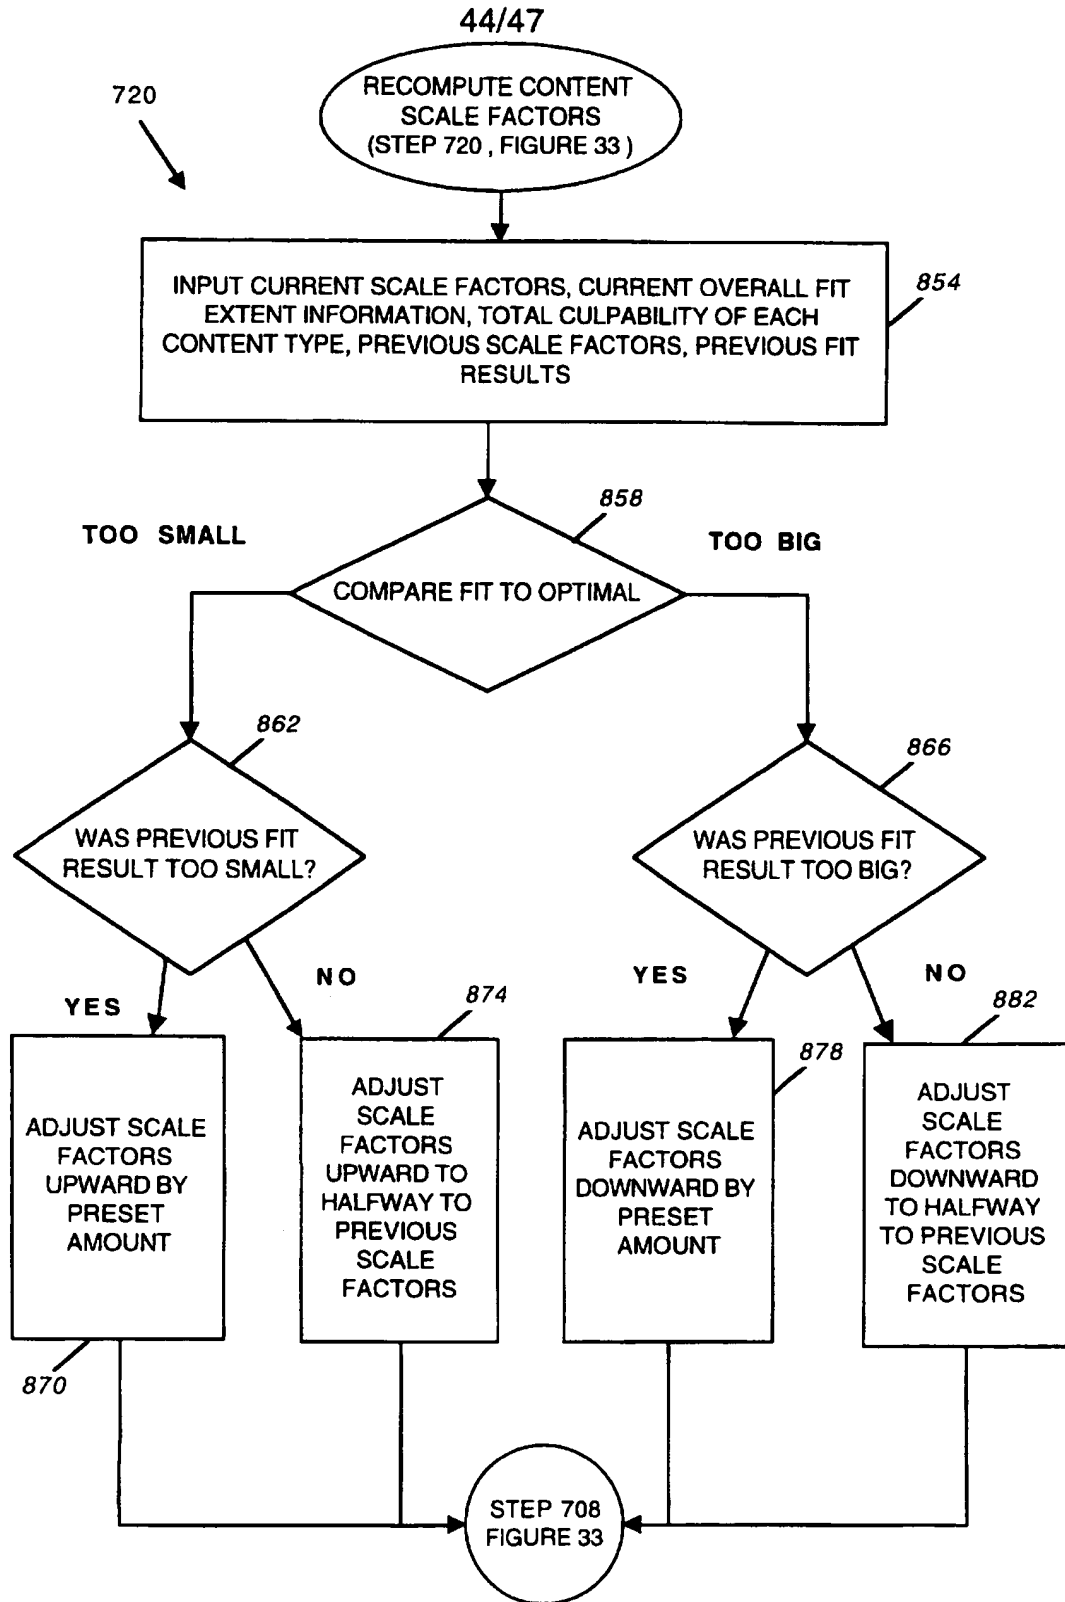 44/47
RECOMPUTE CONTENT
SCALE FACTORS
(STEP 720 , FIGURE 33 )
720
INPUT CURRENT SCALE FACTORS, CURRENT OVERALL FIT
EXTENT INFORMATION, TOTAL CULPABILITY OF EACH
CONTENT TYPE, PREVIOUS SCALE FACTORS, PREVIOUS FIT
RESULTS
854
858
TOO SMALL
TOO BIG
COMPARE FIT TO OPTIMAL
862
866
WAS PREVIOUS FIT
RESULT TOO SMALL?
WAS PREVIOUS FIT
RESULT TOO BIG?
YES
NO
YES
NO
874
878
882
ADJUST SCALE
FACTORS
UPWARD BY
PRESET
AMOUNT
870
ADJUST
SCALE
FACTORS
UPWARD TO
HALFWAY TO
PREVIOUS
SCALE
FACTORS
ADJUST SCALE
FACTORS
DOWNWARD BY
PRESET
AMOUNT
ADJUST
SCALE
FACTORS
DOWNWARD
TO HALFWAY
TO PREVIOUS
SCALE
FACTORS
STEP 708
FIGURE 33